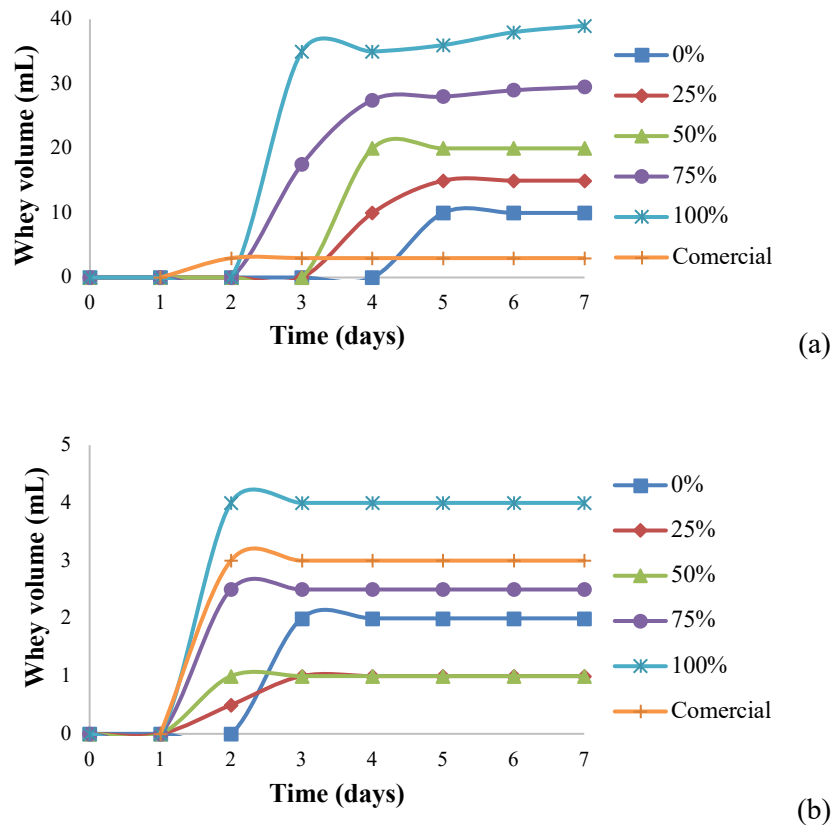 40
30
20
10
0
Whey volume (mL)
0 1 2 3 4 5 6 7
Time (days)
0%
25%
50%
75%
100%
Comercial
(a)
5
4
3
2
1
0
Whey volume (mL)
0 1 2 3 4 5 6 7
Time (days)
0%
25%
50%
75%
100%
Comercial
(b)